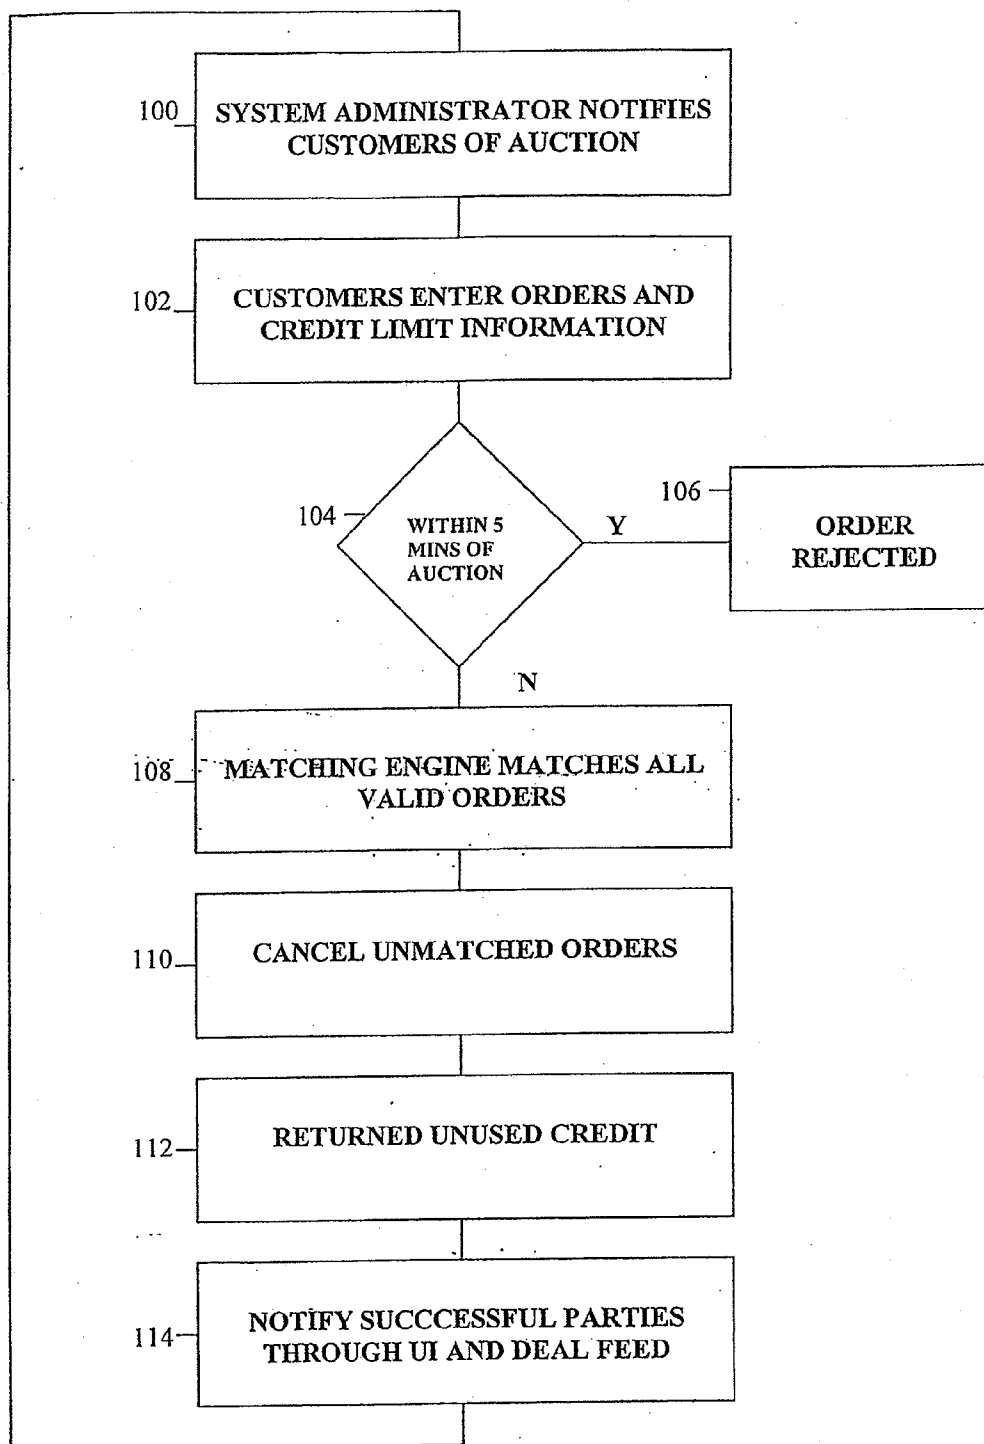 100
SYSTEM ADMINISTRATOR NOTIFIES
CUSTOMERS OF AUCTION
102
CUSTOMERS ENTER ORDERS AND
CREDIT LIMIT INFORMATION
104
WITHIN 5
MINS OF
AUCTION
Y
106
ORDER
REJECTED
N
108
MATCHING ENGINE MATCHES ALL
VALID ORDERS
110
CANCEL UNMATCHED ORDERS
112
RETURNED UNUSED CREDIT
114
NOTIFY SUCCCESSFUL PARTIES
THROUGH UI AND DEAL FEED